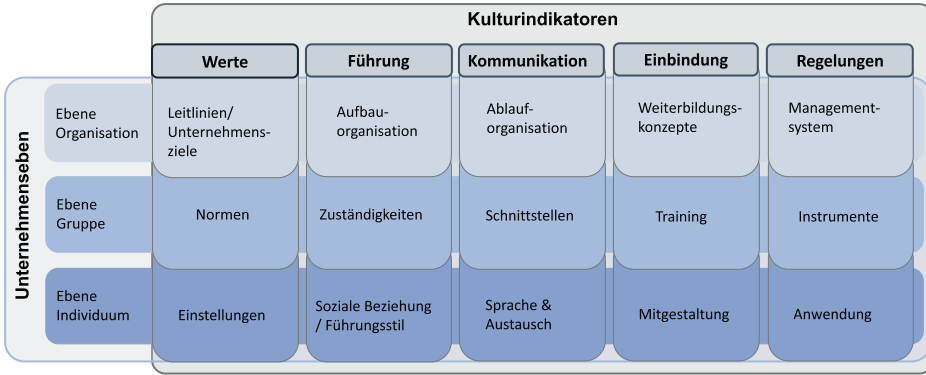 Kulturindikatoren
Werte
Führung
Kommunikation
Einbindung
Regelungen
Unternehmenseben
Ebene
Organisation
Leitlinien/
Unternehmens-
ziele
Aufbau-
organisation
Ablauf-
organisation
Weiterbildungs-
konzepte
Management-
system
Ebene
Gruppe
Normen
Zuständigkeiten
Schnittstellen
Training
Instrumente
Ebene
Individuum
Einstellungen
Soziale Beziehung
/ Führungsstil
Sprache &
Austausch
Mitgestaltung
Anwendung